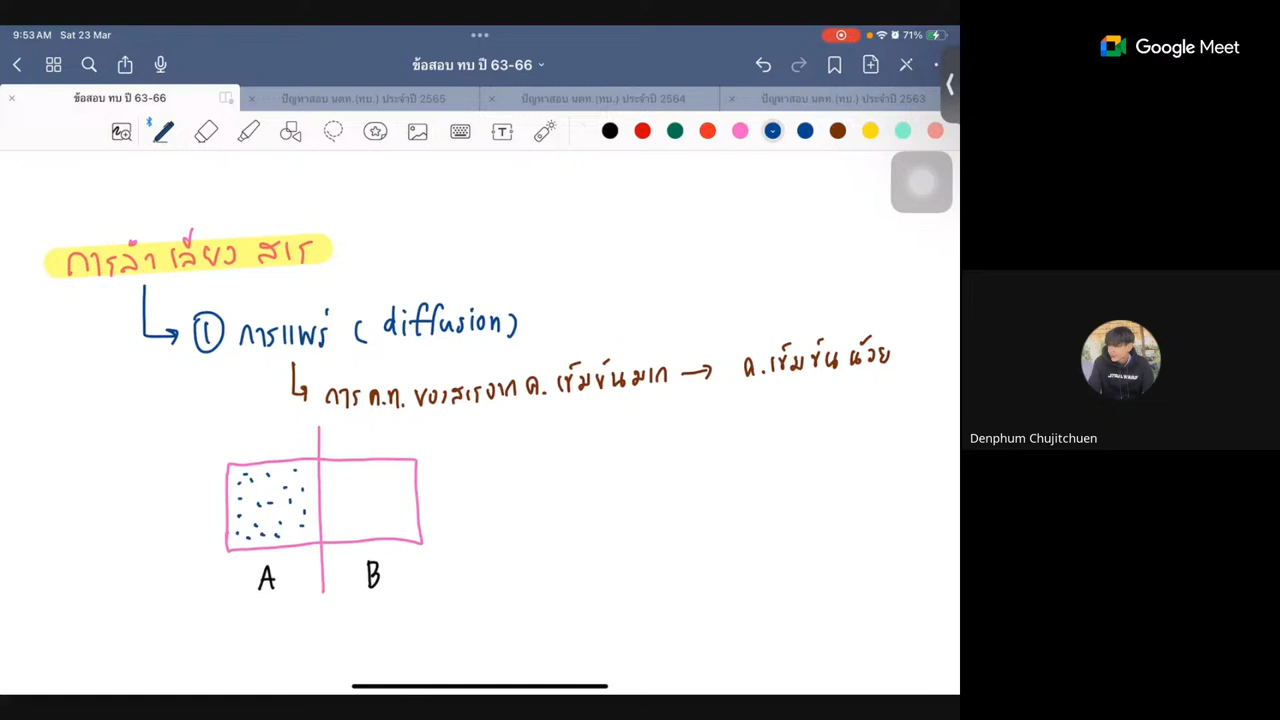 9:53 AM Sat 23 Mar
71%
Google Meet
ข้อสอบ ทบ ปี 63-66
ข้อสอบ ทบ ปี 63-66
ปัญหาสอบ นตท.(ทบ.) ประจำปี 2565
ปัญหาสอบ นตท.(ทบ.) ประจำปี 2564
ปัญหาสอบ นตท.(ทบ.) ประจำปี 2563
การลำเลียง สาร
① การแพร่ (diffusion)
การ ค.ท. ของสารจาก ค. เข้มข้นมาก → ค. เข้มข้น น้อย
A B
Denphum Chujitchuen